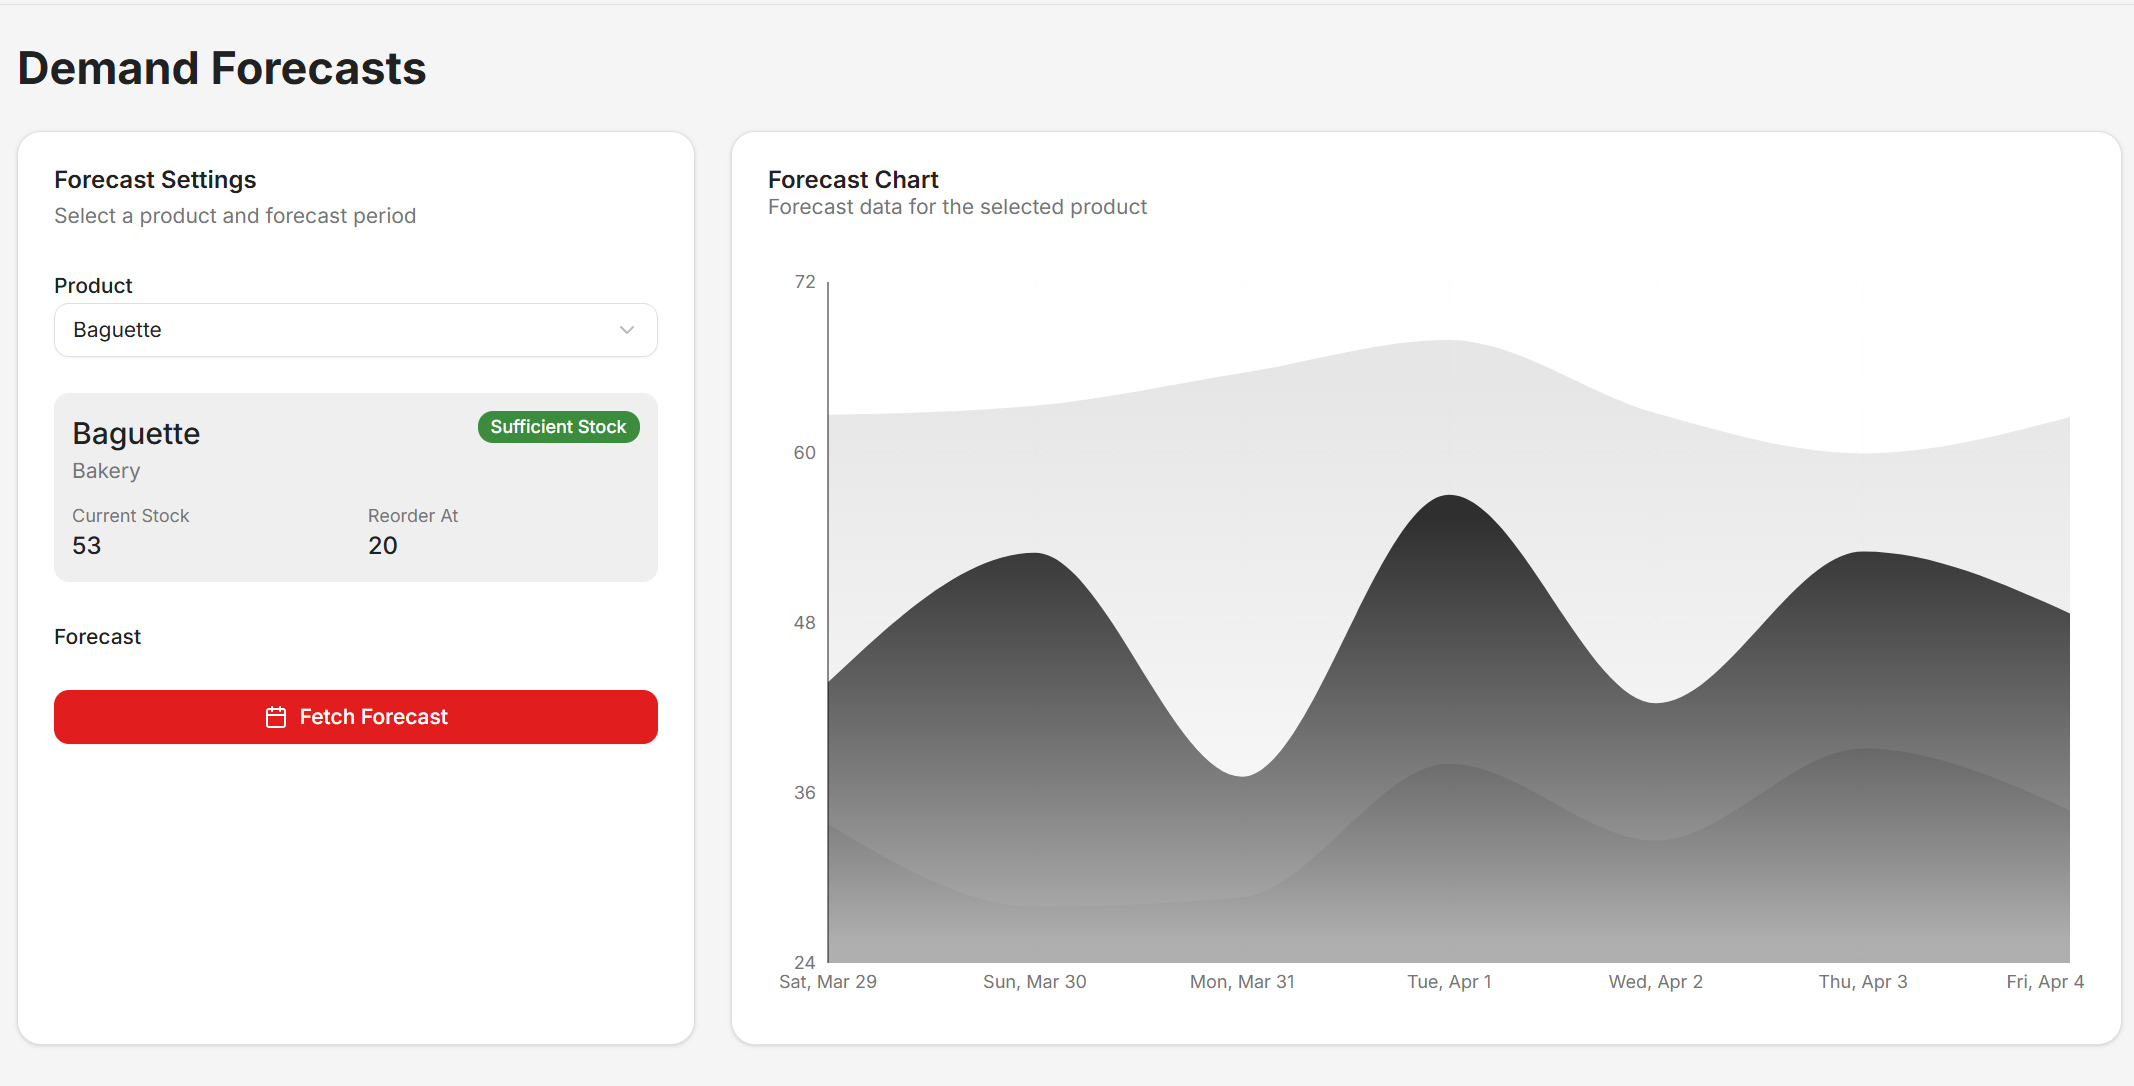 Demand Forecasts
Forecast Settings
Select a product and forecast period
Product
Baguette
Baguette
Sufficient Stock
Bakery
Current Stock
Reorder At
53
20
Forecast
Fetch Forecast
Forecast Chart
Forecast data for the selected product
72
60
48
36
24
Sat, Mar 29
Sun, Mar 30
Mon, Mar 31
Tue, Apr 1
Wed, Apr 2
Thu, Apr 3
Fri, Apr 4